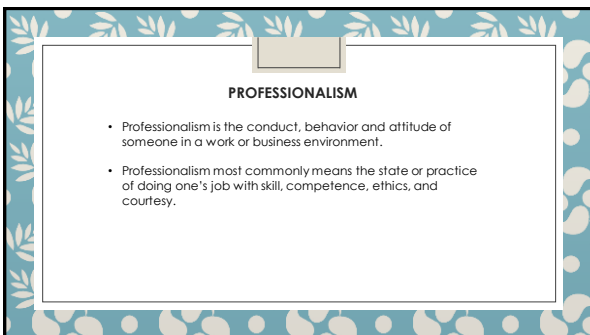 PROFESSIONALISM
• Professionalism is the conduct, behavior and attitude of
someone in a work or business environment.
• Professionalism most commonly means the state or practice
of doing one's job with skill, competence, ethics, and
courtesy.